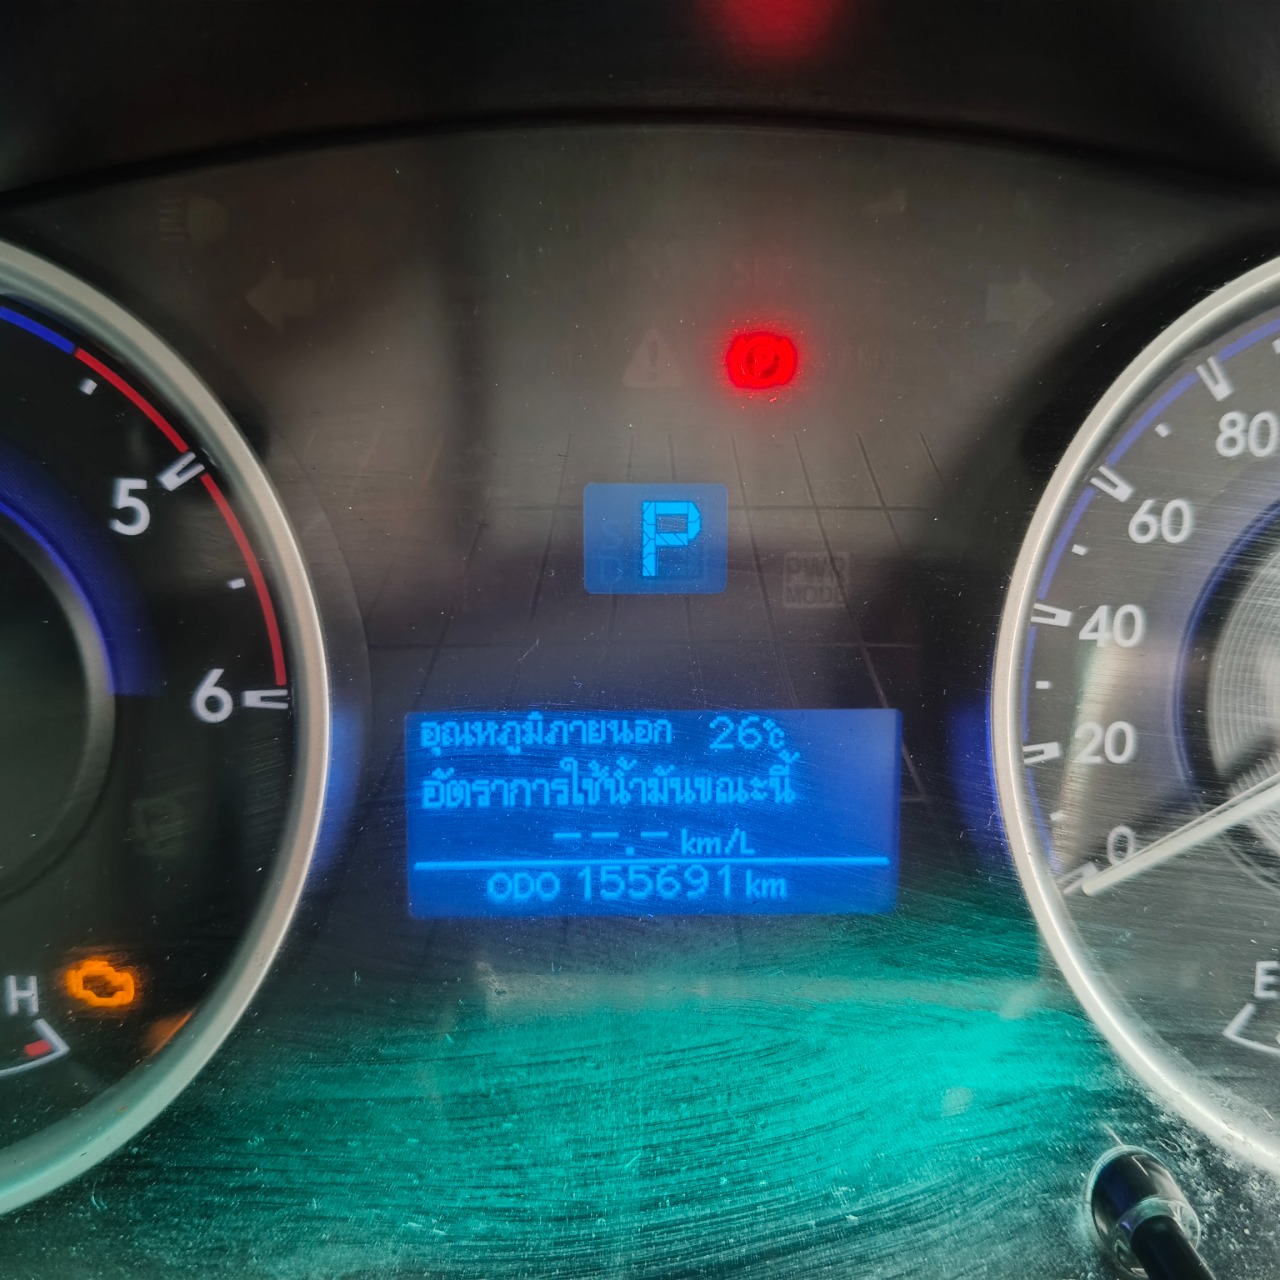 P
PWR
MODE
5
6
H
80
60
40
20
0
E
อุณหภูมิภายนอก 26°c
อัตราการใช้น้ำมันขณะนี้
--.- km/L
ODO 155691 km